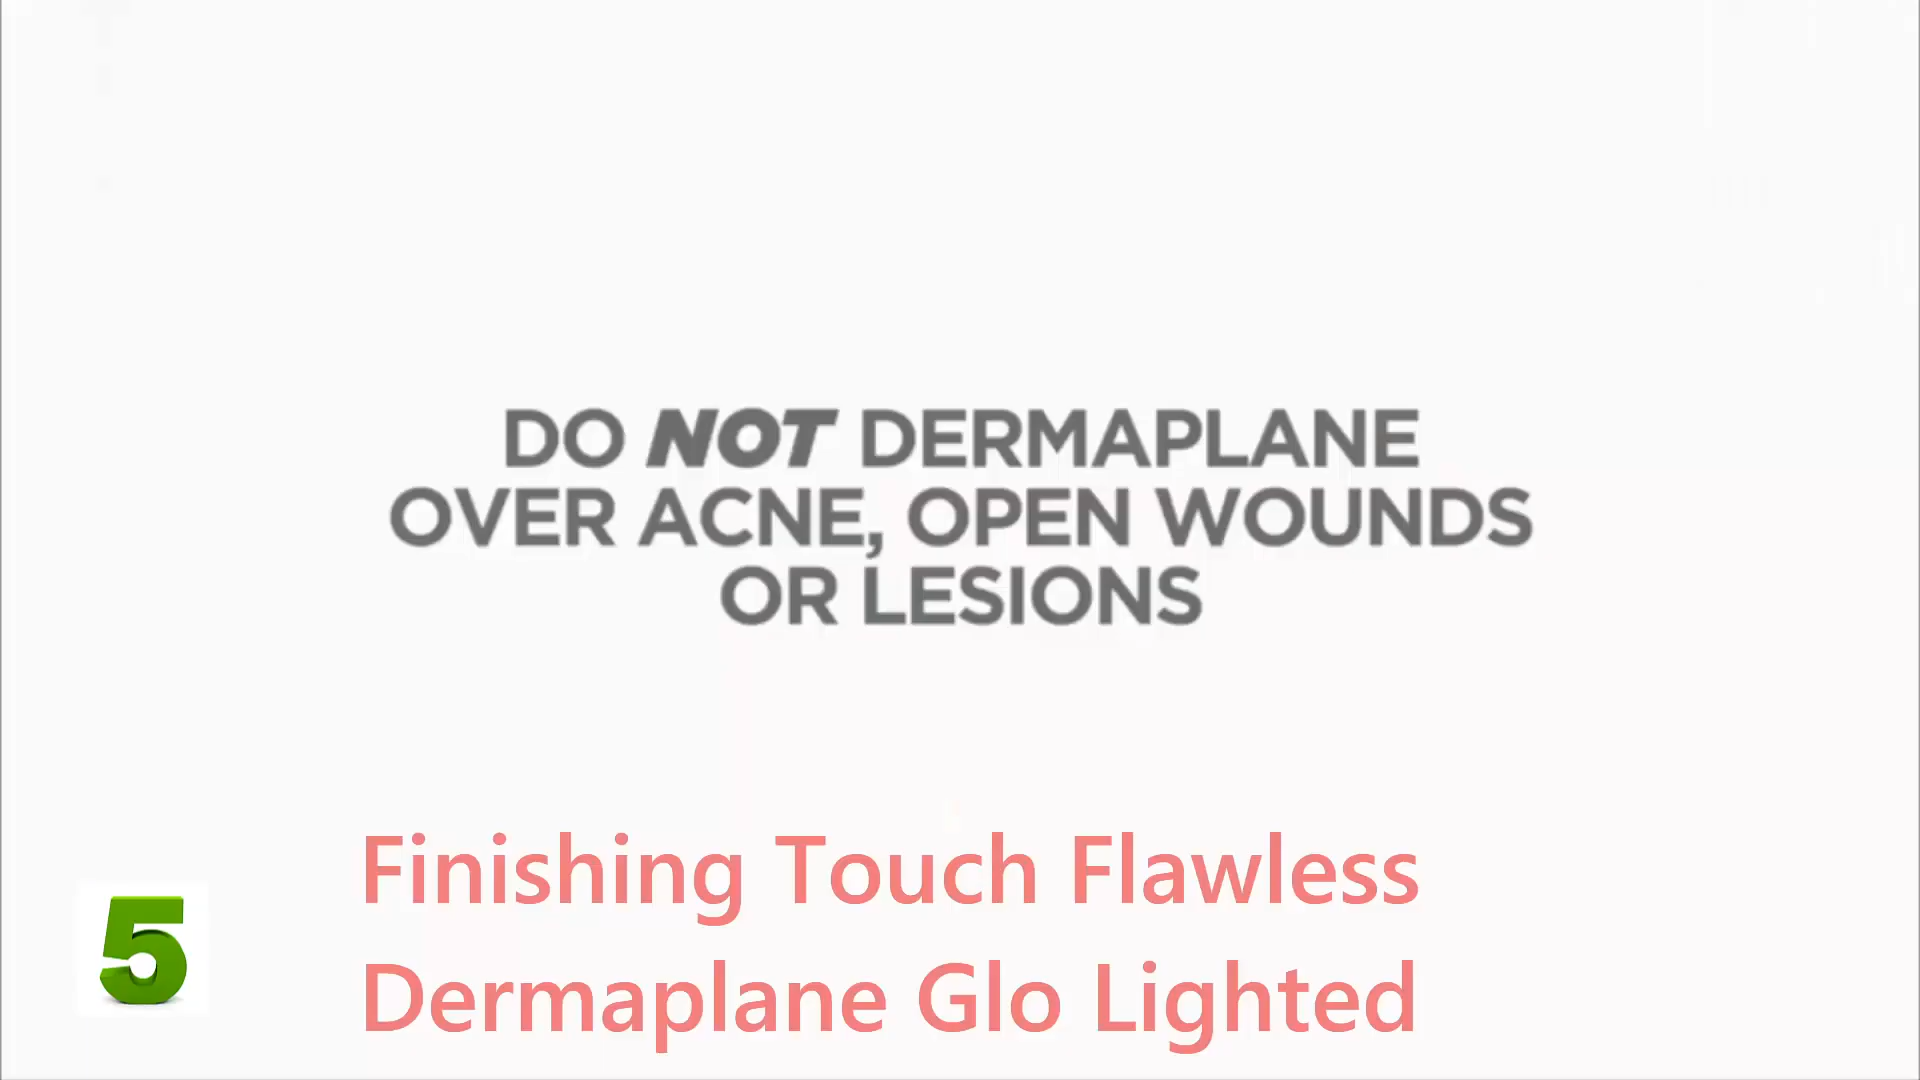 DO NOT DERMAPLANE
OVER ACNE, OPEN WOUNDS
OR LESIONS
Finishing Touch Flawless
5
Dermaplane Glo Lighted